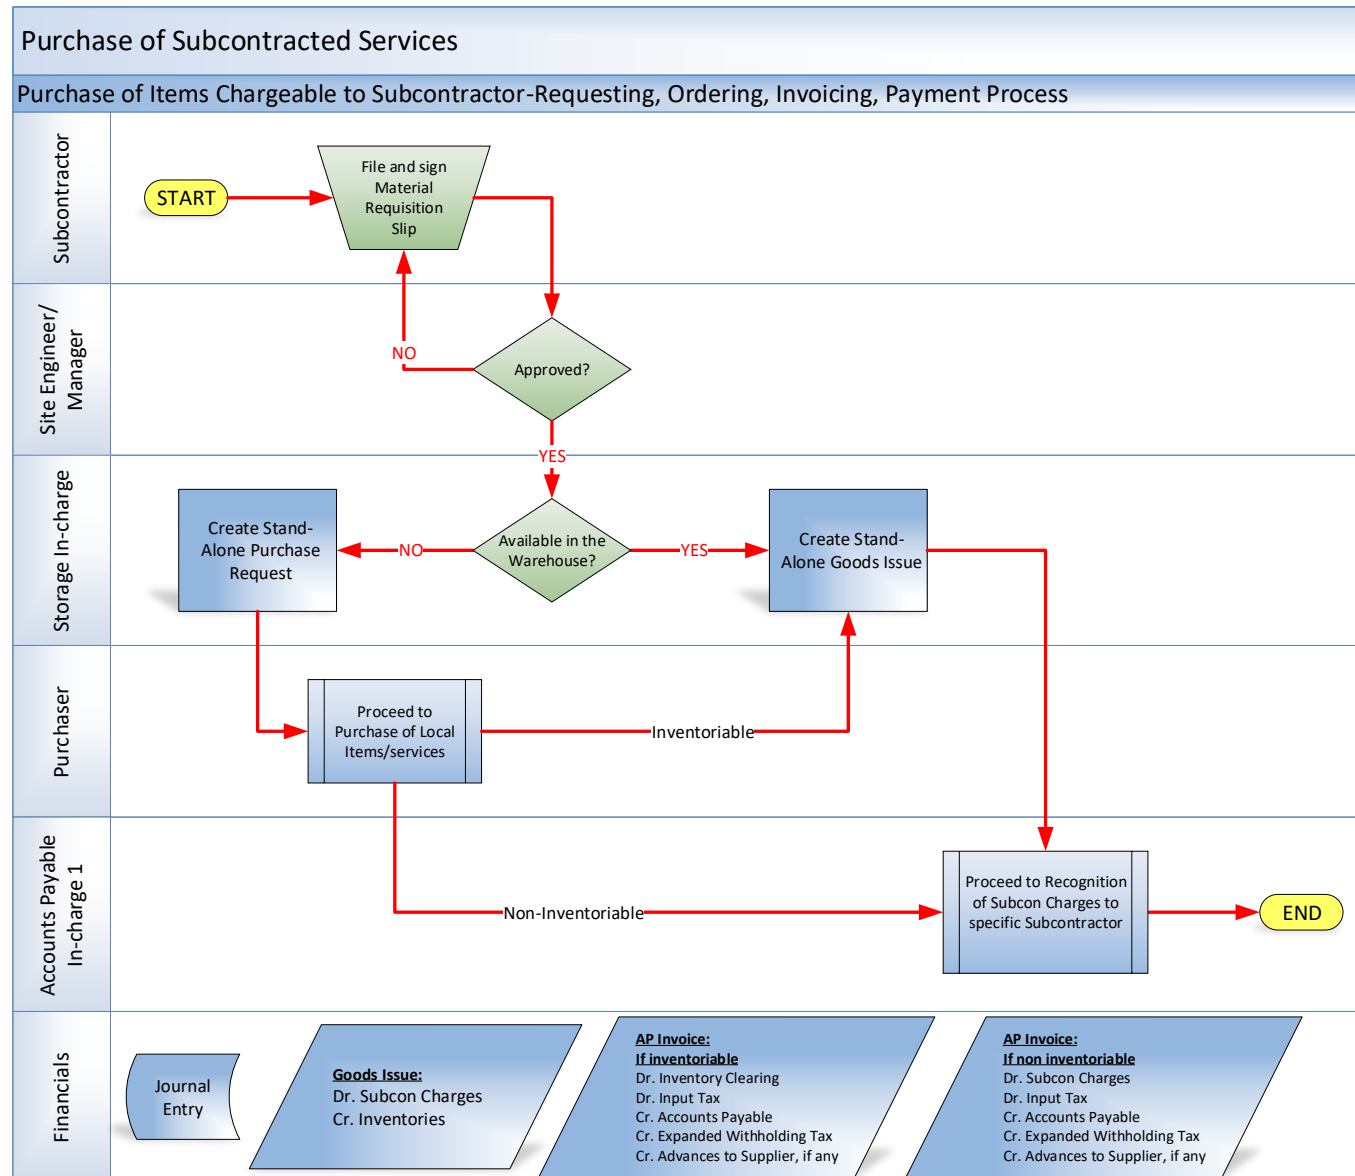 Purchase of Subcontracted Services
Purchase of Items Chargeable to Subcontractor-Requesting, Ordering, Invoicing, Payment Process
Subcontractor
START
File and sign
Material
Requisition
Slip
Site Engineer/
Manager
NO
Approved?
YES
Storage In-charge
Create Stand-
Alone Purchase
Request
NO
Available in the
Warehouse?
YES
Create Stand-
Alone Goods Issue
Purchaser
Proceed to
Purchase of Local
Items/services
Inventoriable
Accounts Payable
In-charge 1
Non-Inventoriable
Proceed to Recognition
of Subcon Charges to
specific Subcontractor
END
Financials
Journal
Entry
Goods Issue:
Dr. Subcon Charges
Cr. Inventories
AP Invoice:
If inventoriable
Dr. Inventory Clearing
Dr. Input Tax
Cr. Accounts Payable
Cr. Expanded Withholding Tax
Cr. Advances to Supplier, if any
AP Invoice:
If non inventoriable
Dr. Subcon Charges
Dr. Input Tax
Cr. Accounts Payable
Cr. Expanded Withholding Tax
Cr. Advances to Supplier, if any